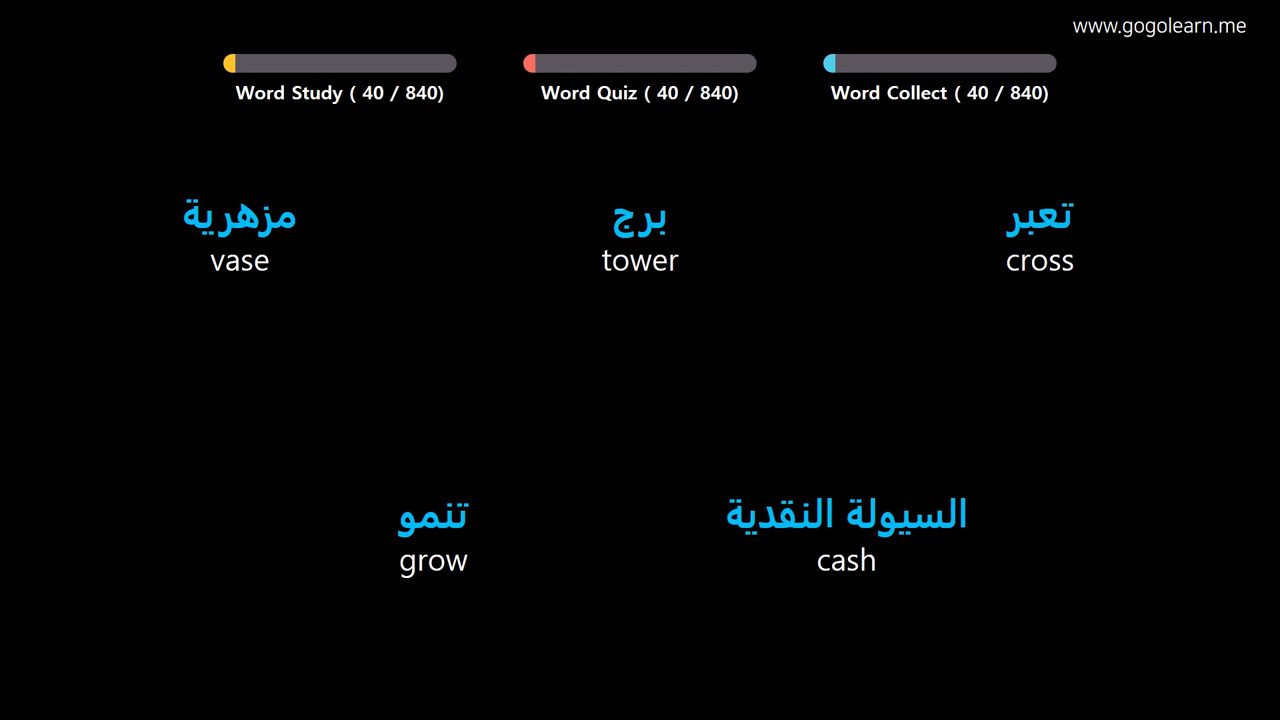 www.gogolearn.me
Word Study ( 40 / 840)
Word Quiz ( 40 / 840)
Word Collect ( 40 / 840)
مزهرية
vase
برج
tower
تعبر
cross
تنمو
grow
السيولة النقدية
cash